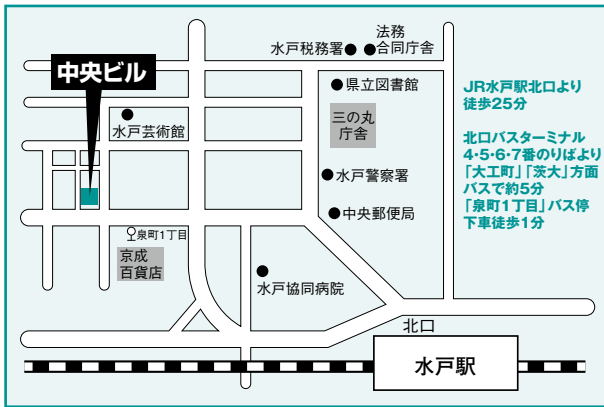 法務
合同庁舎
水戸税務署
中央ビル
県立図書館
三の丸
庁舎
水戸芸術館
水戸警察署
中央郵便局
泉町1丁目
京成
百貨店
水戸協同病院
北口
水戸駅
JR水戸駅北口より
徒歩25分
北口バスターミナル
4・5・6・7番のりばより
「大工町」「茨大」方面
バスで約5分
「泉町1丁目」バス停
下車徒歩1分